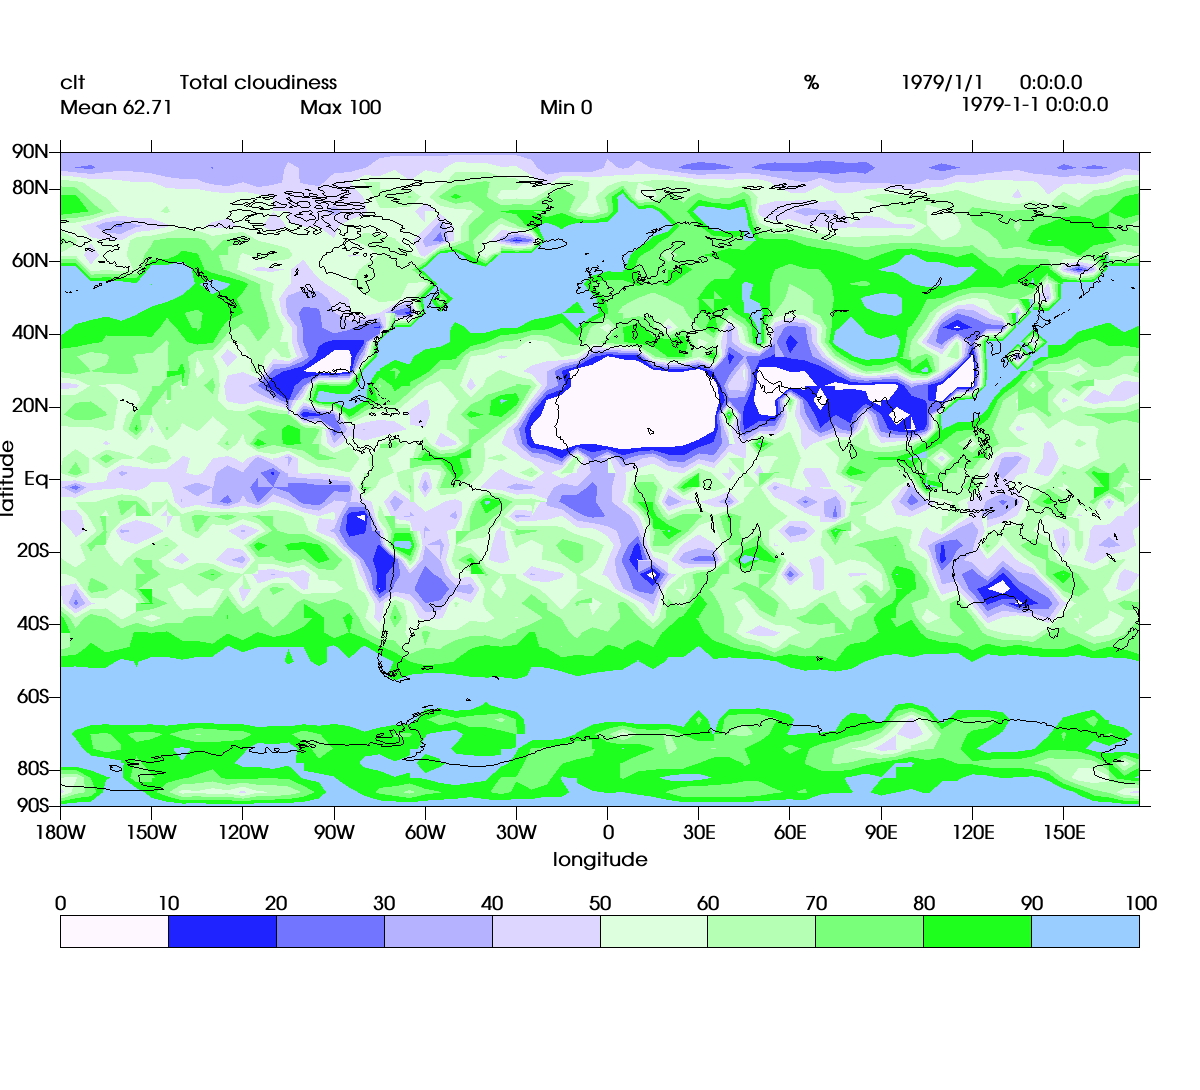 clt Total cloudiness % 1979/1/1 0:0:0.0
Mean 62.71 Max 100 Min 0 1979-1-1 0:0:0.0
90N
80N
60N
40N
20N
Eq
20S
40S
60S
80S
90S
latitude
180W 150W 120W 90W 60W 30W 0 30E 60E 90E 120E 150E
longitude
0 10 20 30 40 50 60 70 80 90 100